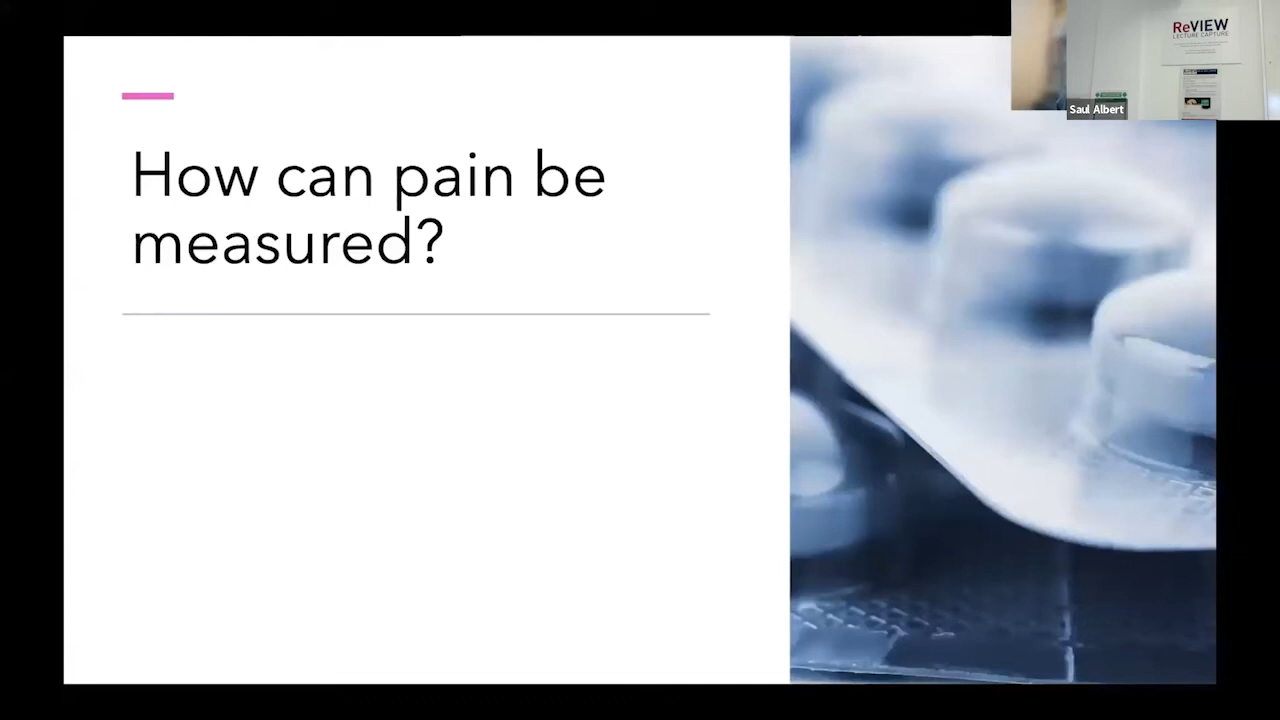 How can pain be
measured?
ReVIEW
LECTURE CAPTURE
Saul Albert